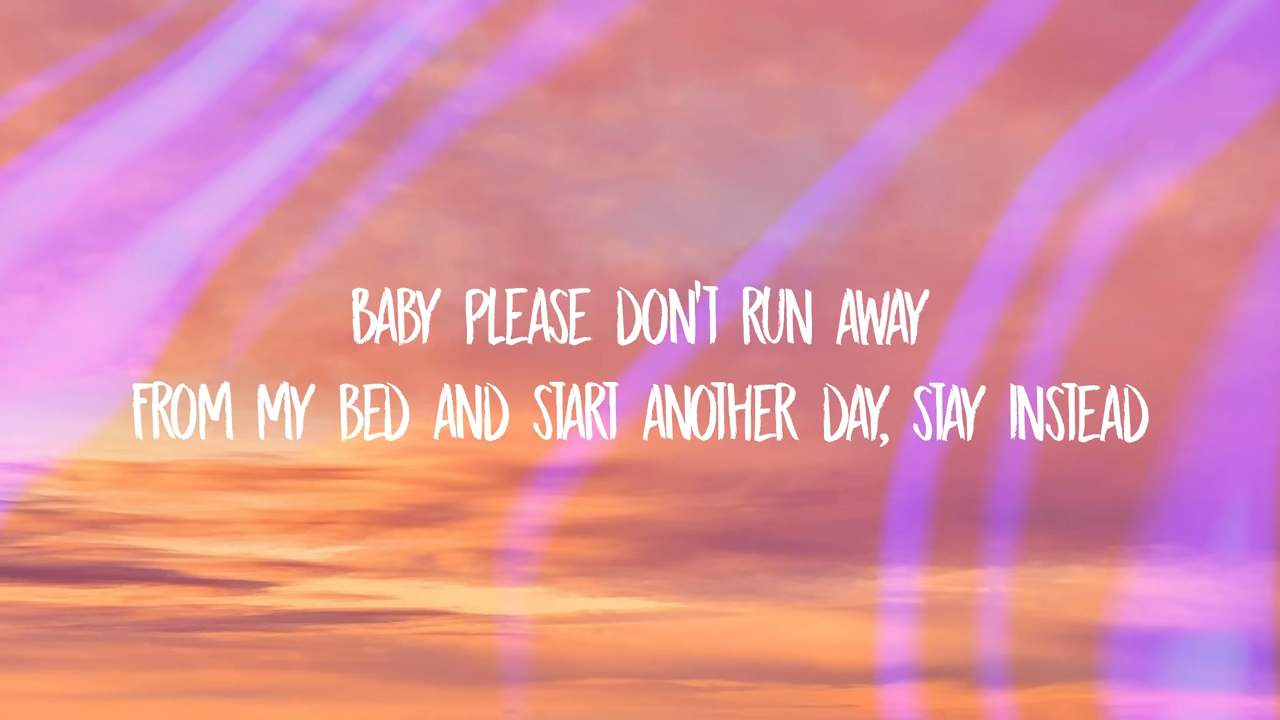 BABY PLEASE DON'T RUN AWAY
FROM MY BED AND START ANOTHER DAY, STAY INSTEAD